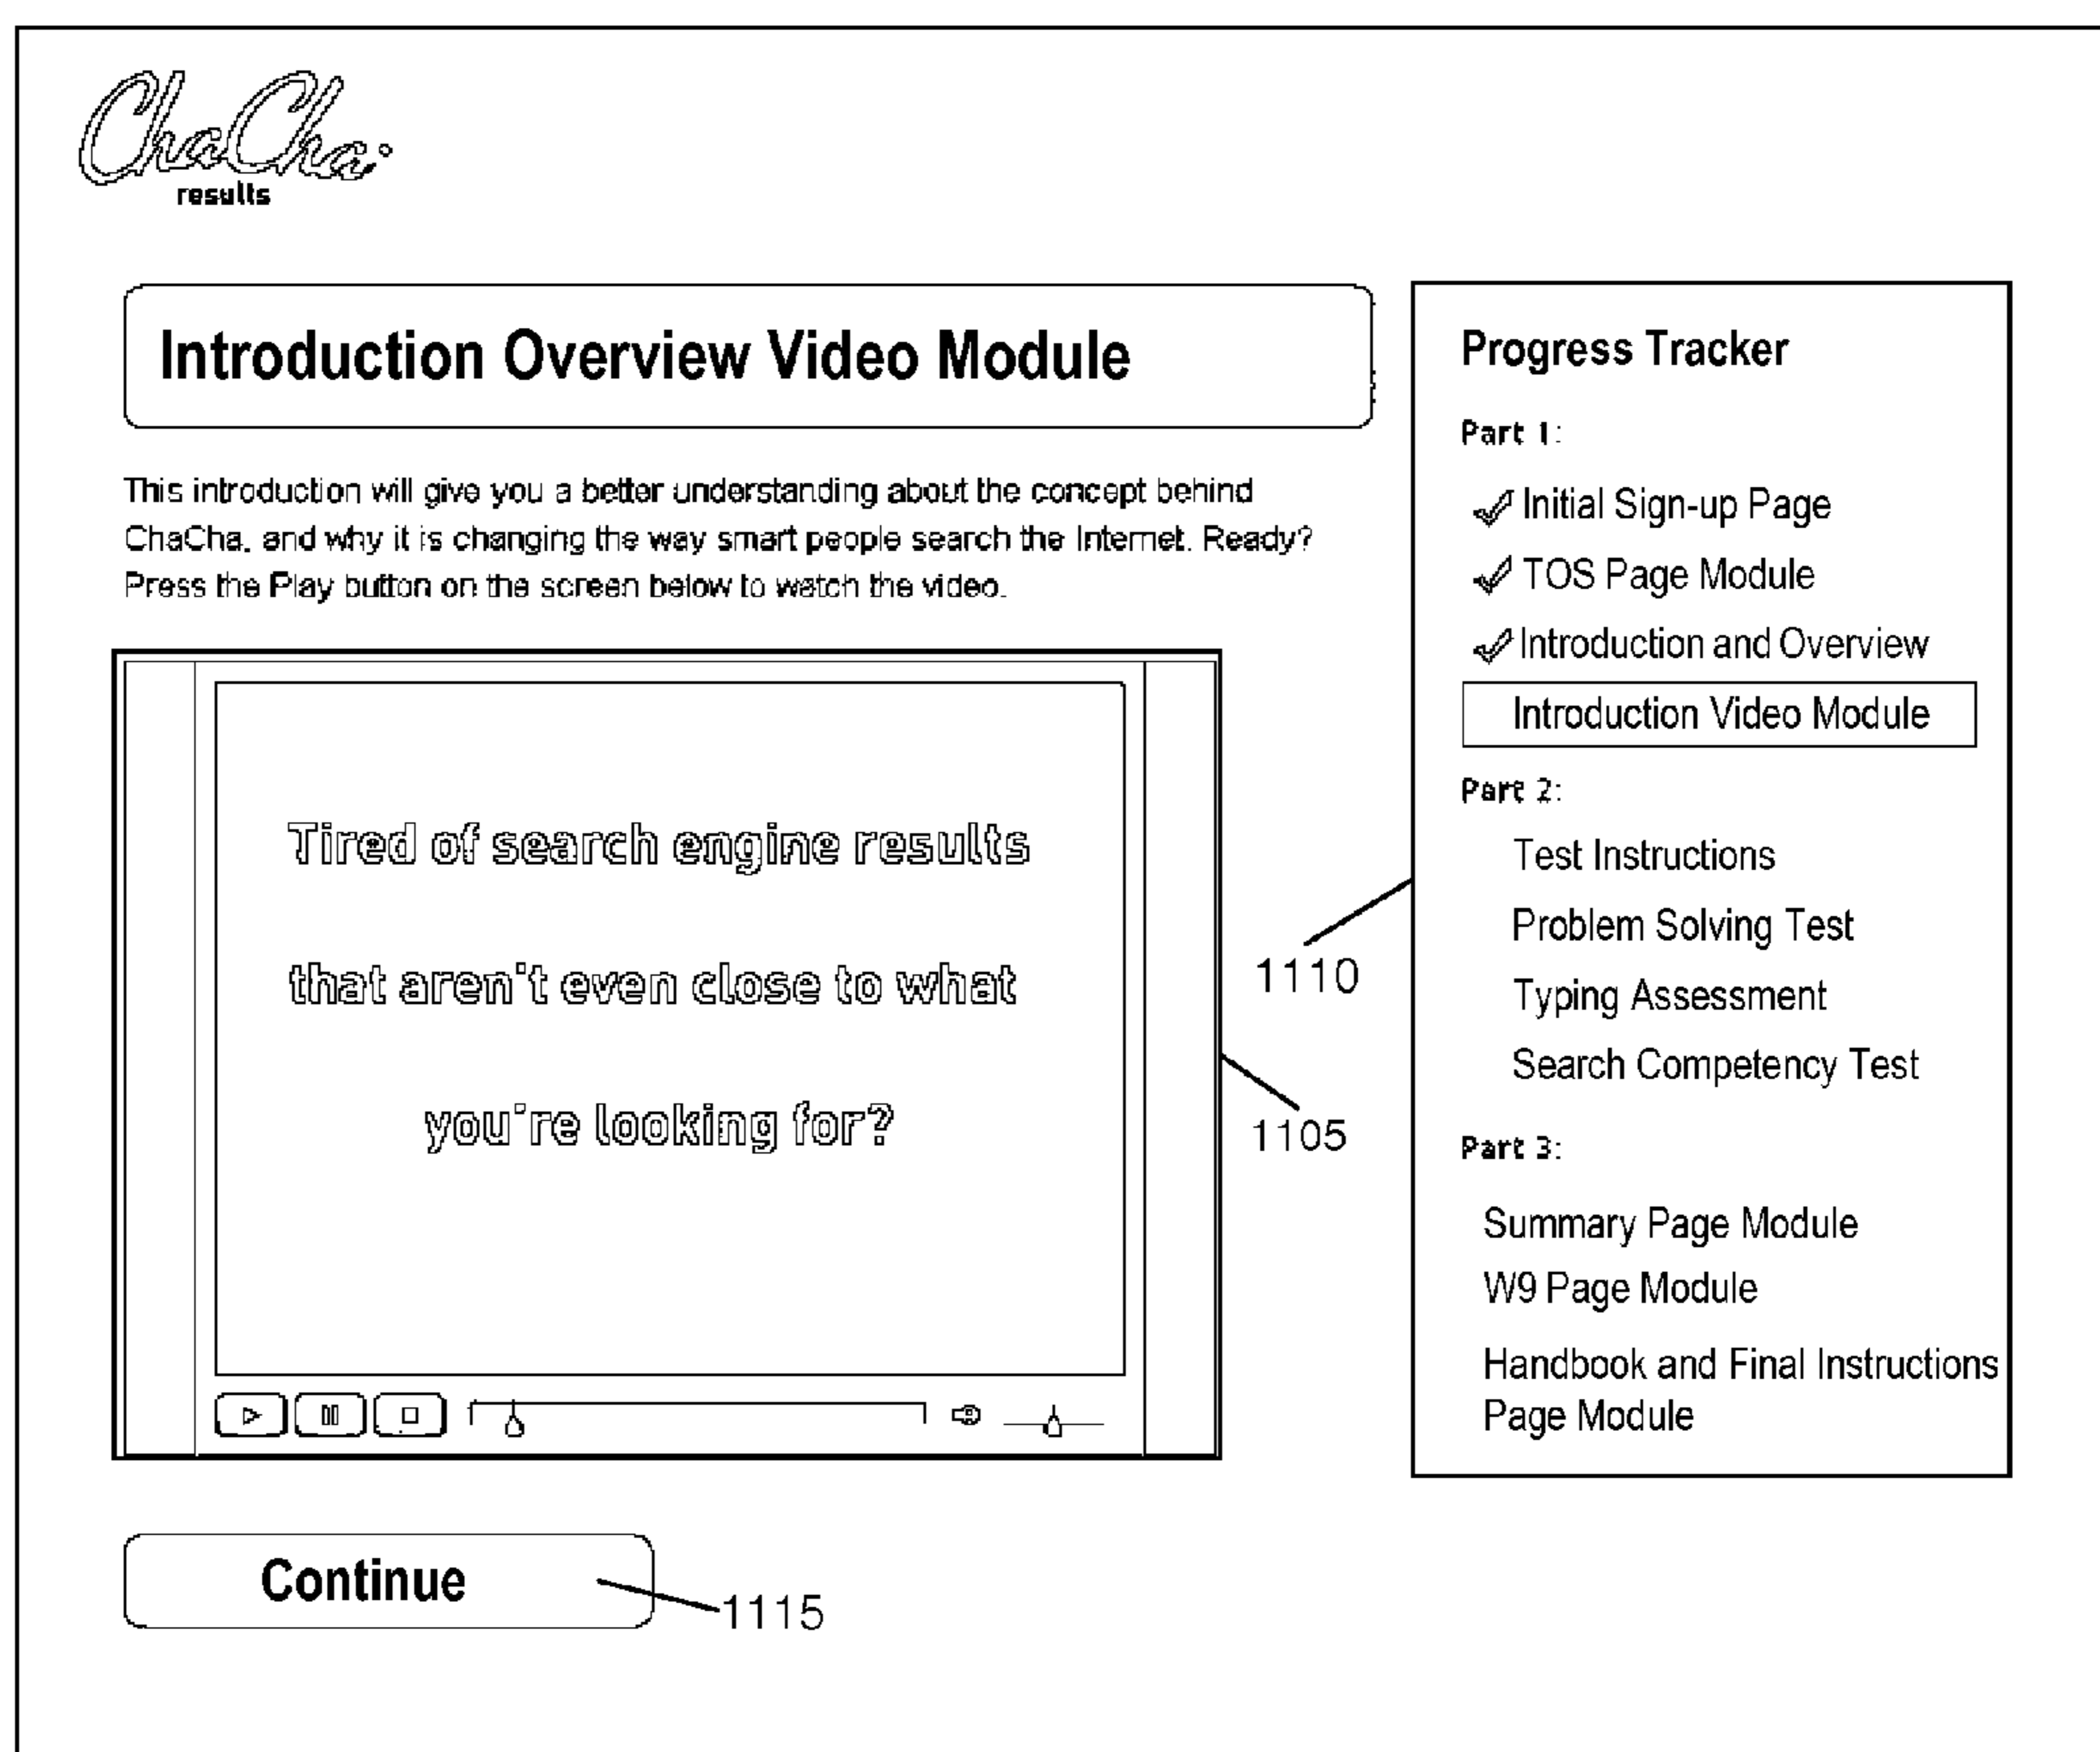 ChaCha
results
Introduction Overview Video Module
This introduction will give you a better understanding about the concept behind
ChaCha, and why it is changing the way smart people search the Internet. Ready?
Press the Play button on the screen below to watch the video.
Tired of search engine results
that aren't even close to what
you're looking for?
1105
Continue
1115
1110
Progress Tracker
Part 1:
Initial Sign-up Page
TOS Page Module
Introduction and Overview
Introduction Video Module
Part 2:
Test Instructions
Problem Solving Test
Typing Assessment
Search Competency Test
Part 3:
Summary Page Module
W9 Page Module
Handbook and Final Instructions
Page Module